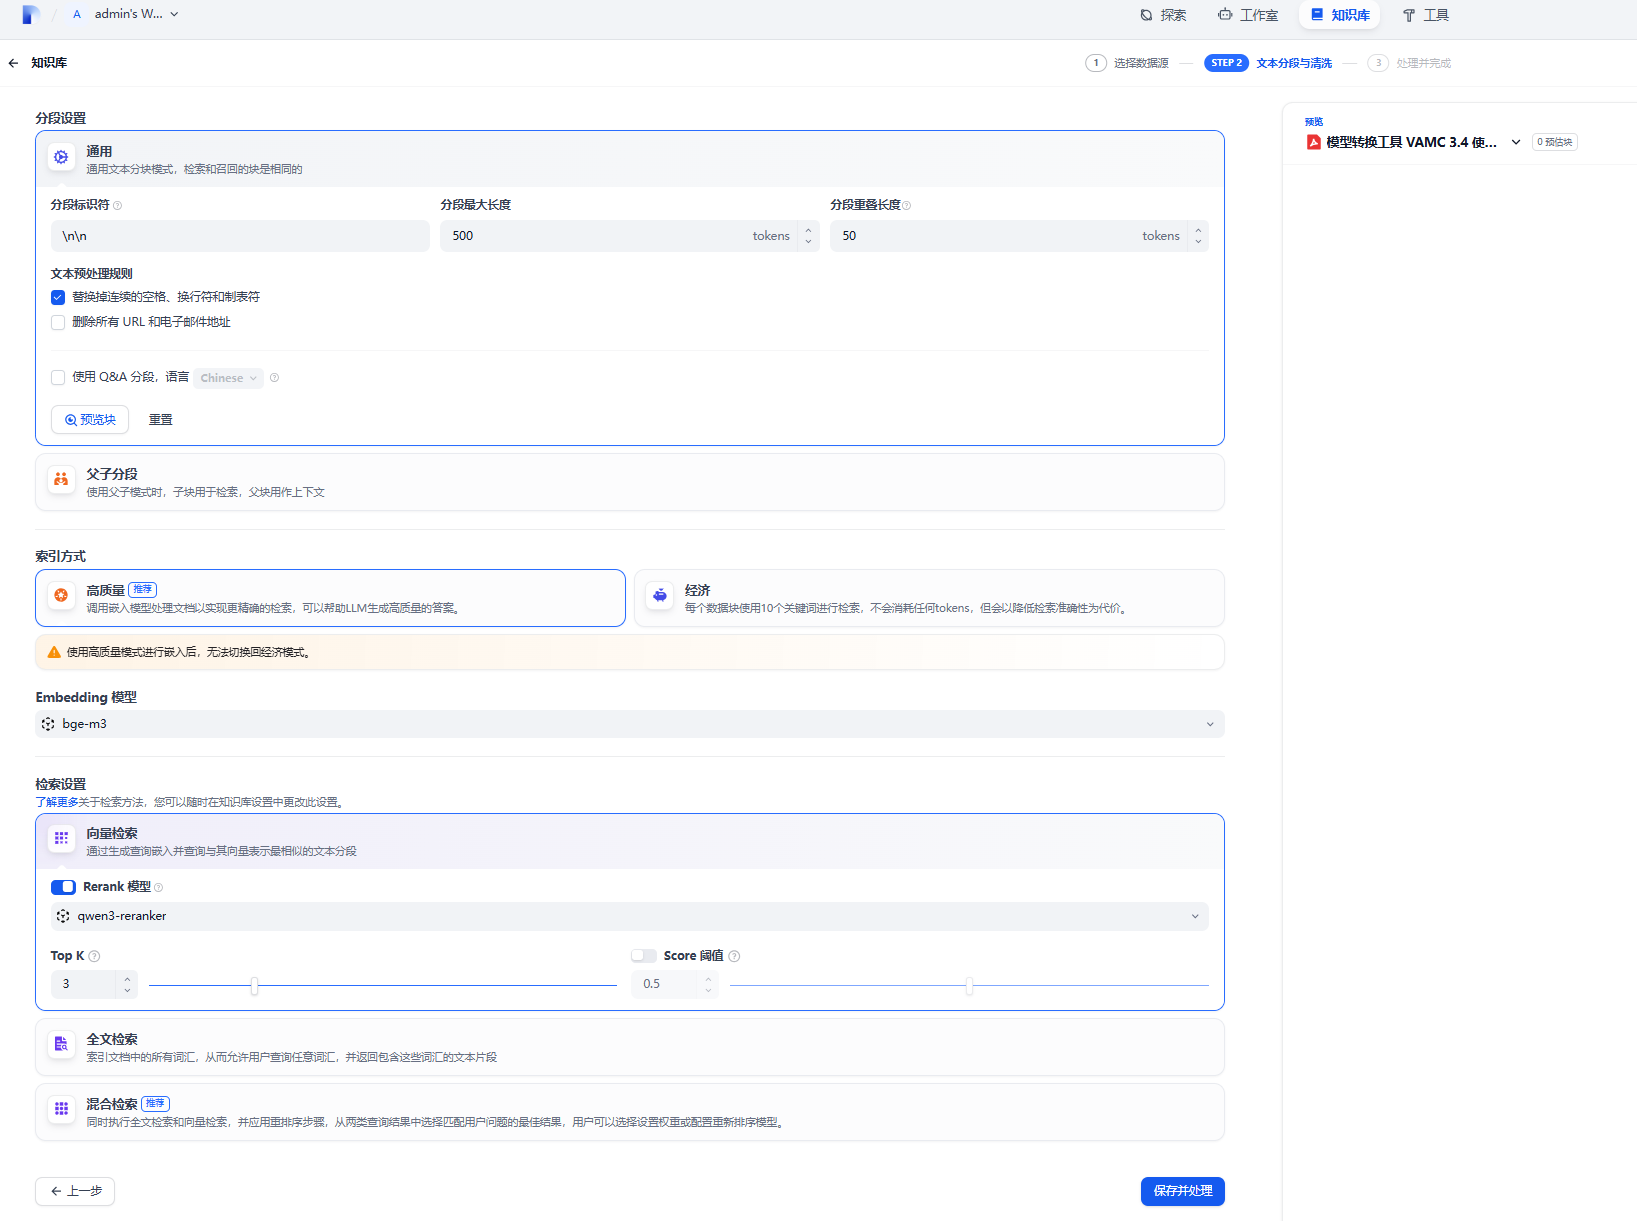 A admin's W...
探索
工作室
知识库
工具
知识库
1 选择数据源
STEP 2 文本分段与清洗
3 处理并完成
分段设置
通用
通用文本分块模式，检索和召回的块是相同的
分段标识符
分段最大长度
分段重叠长度
\n\n
500 tokens
50 tokens
文本预处理规则
替换掉连续的空格、换行符和制表符
删除所有 URL 和电子邮件地址
使用 Q&A 分段，语言 Chinese
预览块
重置
父子分段
使用父子模式时，子块用于检索，父块用作上下文
索引方式
高质量 推荐
调用嵌入模型处理文档以实现更精确的检索，可以帮助LLM生成高质量的答案。
经济
每个数据块使用10个关键词进行检索，不会消耗任何tokens，但会以降低检索准确性为代价。
使用高质量模式进行嵌入后，无法切换回经济模式。
Embedding 模型
bge-m3
检索设置
了解更多关于检索方法，您可以随时在知识库设置中更改此设置。
向量检索
通过生成查询嵌入并查询与其向量表示最相似的文本分段
Rerank 模型
qwen3-reranker
Top K
Score 阈值
3
0.5
全文检索
索引文档中的所有词汇，从而允许用户查询任意词汇，并返回包含这些词汇的文本片段
混合检索 推荐
同时执行全文检索和向量检索，并应用重排序步骤，从两类查询结果中选择匹配用户问题的最佳结果，用户可以选择设置权重或配置重新排序模型。
上一步
保存并处理
预览
模型转换工具 VAMC 3.4 使...
0 预估块